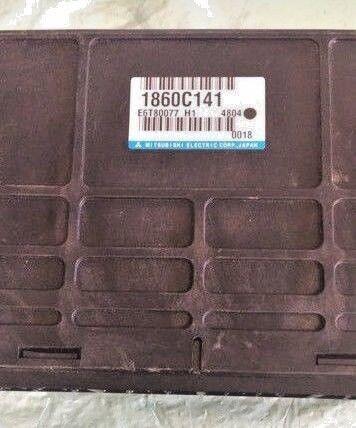 1860C141
E6T80077 H1 4804
0018
MITSUBISHI ELECTRIC CORP. JAPAN